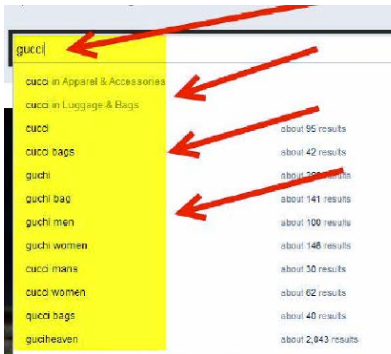 gucci
cucci in Apparel & Accessories
cucci in Luggage & Bags
cucci about 95 results
cucci bags about 42 results
guchi about results
guchi bag about 141 results
guchi men about 100 results
guchi women about 146 results
cucci mans about 30 results
cucci women about 62 results
qucci bags about 40 results
guciheaven about 2,043 results